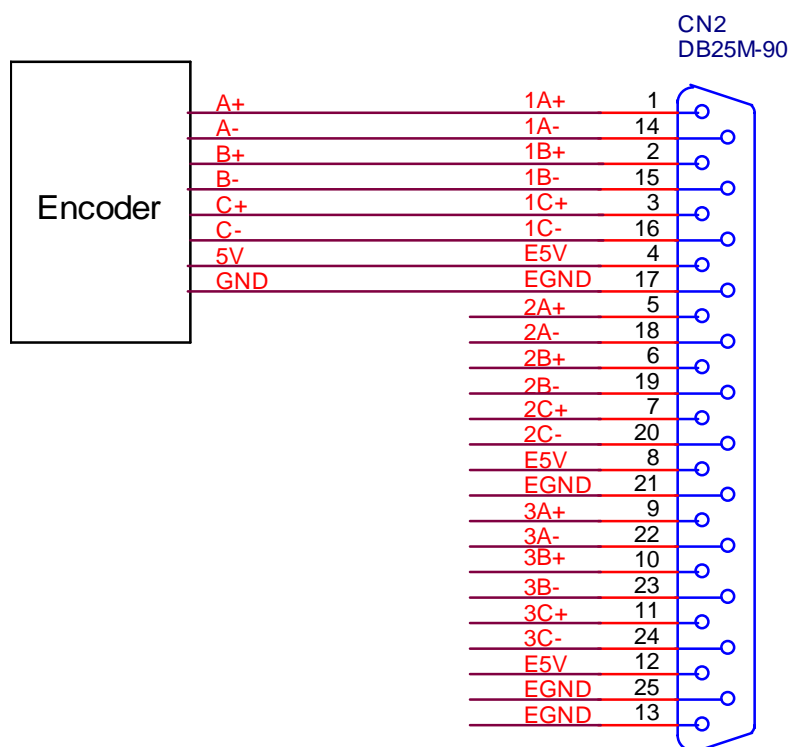 CN2
DB25M-90
A+ 1A+ 1
A- 1A- 14
B+ 1B+ 2
B- 1B- 15
Encoder
C+ 1C+ 3
C- 1C- 16
5V E5V 4
GND EGND 17
2A+ 5
2A- 18
2B+ 6
2B- 19
2C+ 7
2C- 20
E5V 8
EGND 21
3A+ 9
3A- 22
3B+ 10
3B- 23
3C+ 11
3C- 24
E5V 12
EGND 25
EGND 13